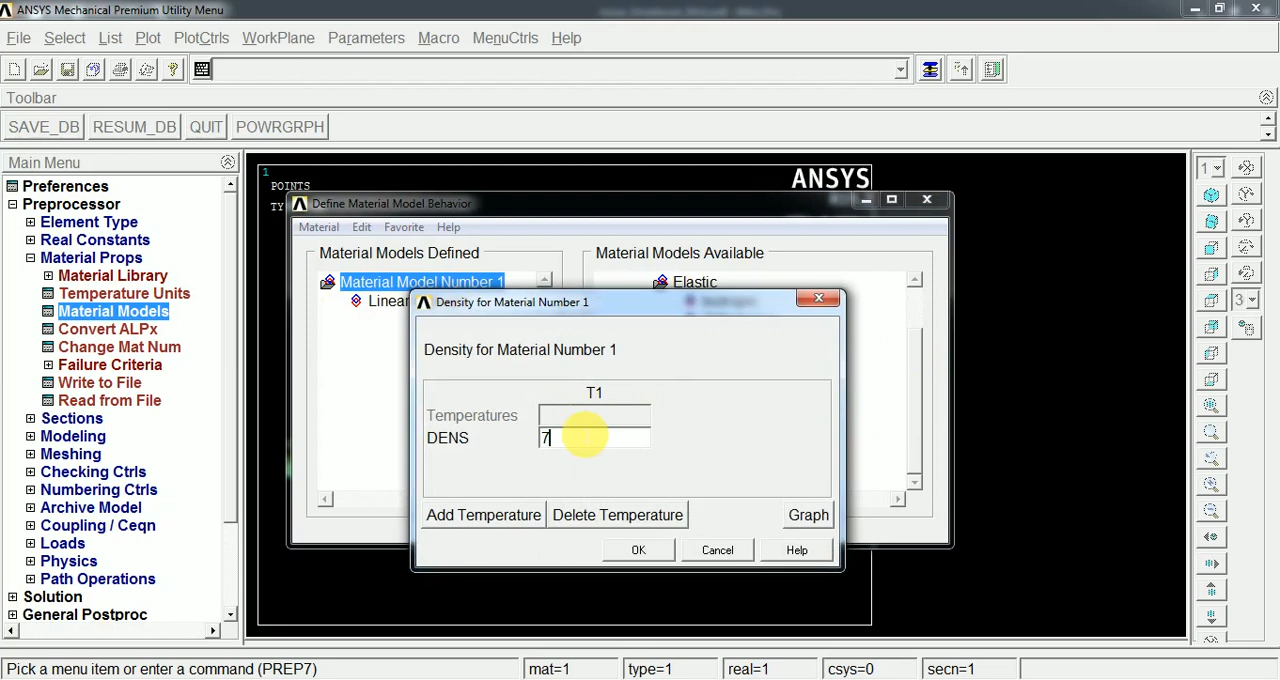 ANSYS Mechanical Premium Utility Menu
File Select List Plot PlotCtrls WorkPlane Parameters Macro MenuCtrls Help
Toolbar
SAVE_DB RESUM_DB QUIT POWRGRPH
Main Menu
Preferences
Preprocessor
Element Type
Real Constants
Material Props
Material Library
Temperature Units
Material Models
Convert ALPx
Change Mat Num
Failure Criteria
Write to File
Read from File
Sections
Modeling
Meshing
Checking Ctrls
Numbering Ctrls
Archive Model
Coupling / Ceqn
Loads
Physics
Path Operations
Solution
General Postproc
1
POINTS
TY
ANSYS
Define Material Model Behavior
Material Edit Favorite Help
Material Models Defined
Material Model Number 1
Linear
Material Models Available
Elastic
Density for Material Number 1
Density for Material Number 1
T1
Temperatures
DENS 7
Add Temperature Delete Temperature Graph
OK Cancel Help
1
3
Pick a menu item or enter a command (PREP7) mat=1 type=1 real=1 csys=0 secn=1